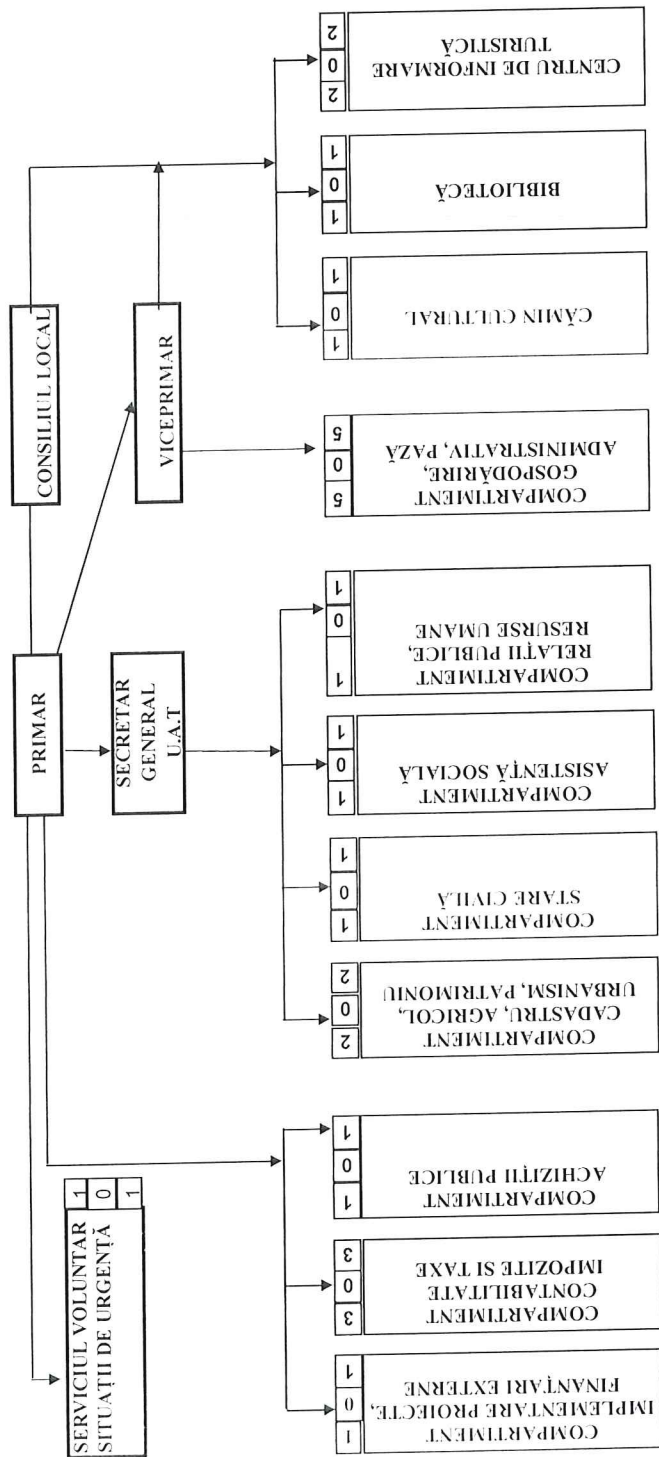 CONSILIUL LOCAL
PRIMAR
VICEPRIMAR
SECRETAR
GENERAL
U.A.T
SERVICIUL VOLUNTAR
SITUAȚII DE URGENȚĂ
1
0
1
1 0 1
COMPARTIMENT
IMPLEMENTARE PROIECTE,
FINANȚARI EXTERNE
3 0 3
COMPARTIMENT
CONTABILITATE
IMPOZITE SI TAXE
1 0 1
COMPARTIMENT
ACHIZIȚII PUBLICE
2 0 2
COMPARTIMENT
CADASTRU, AGRICOL,
URBANISM, PATRIMONIU
1 0 1
COMPARTIMENT
STARE CIVILĂ
1 0 1
COMPARTIMENT
ASISTENȚĂ SOCIALĂ
1 0 1
COMPARTIMENT
RELAȚII PUBLICE,
RESURSE UMANE
5 0 5
COMPARTIMENT
GOSPODĂRIRE,
ADMINISTRATIV, PAZĂ
1 0 1
CĂMIN CULTURAL
1 0 1
BIBLIOTECĂ
2 0 2
CENTRU DE INFORMARE
TURISTICĂ